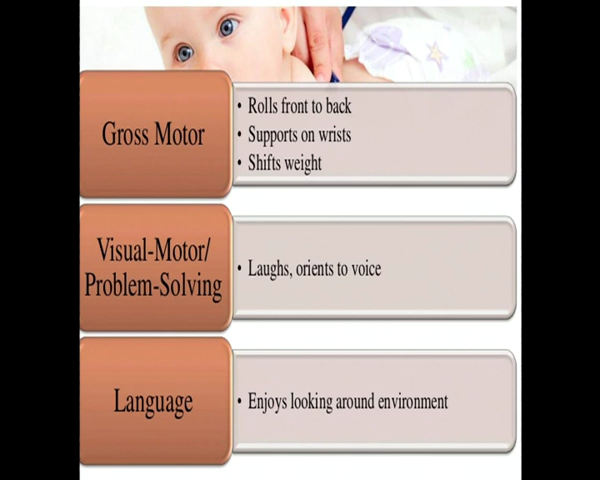 Gross Motor
• Rolls front to back
• Supports on wrists
• Shifts weight
Visual-Motor/
Problem-Solving
• Laughs, orients to voice
Language
• Enjoys looking around environment